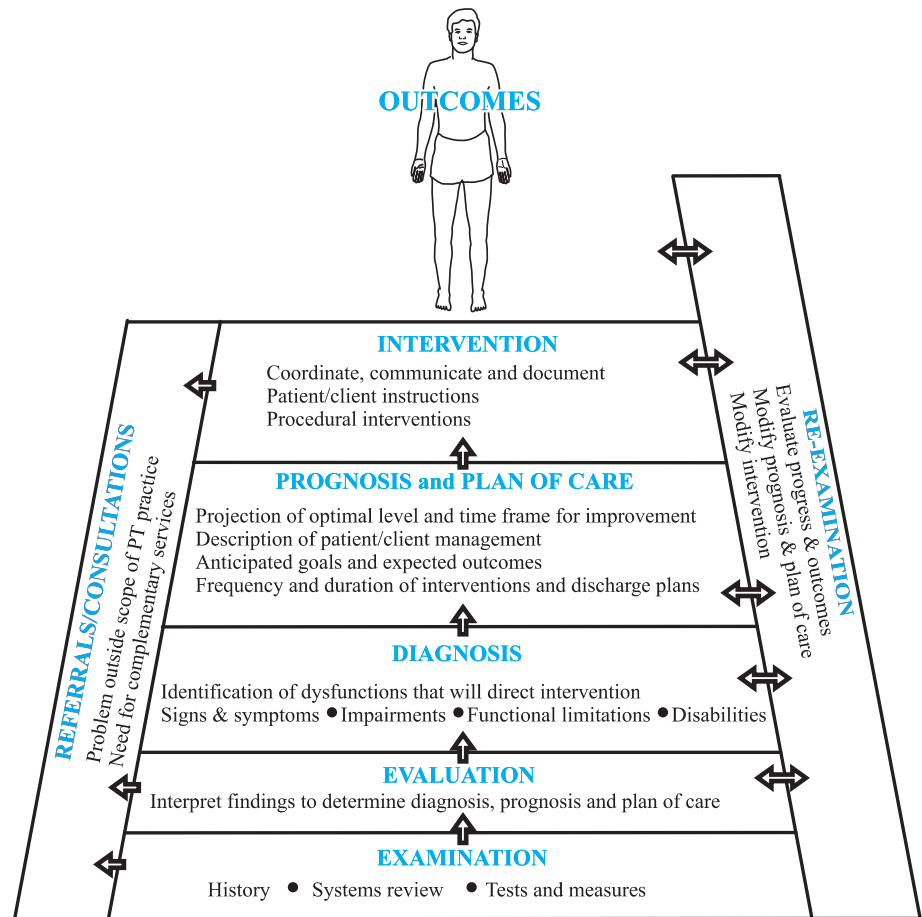 OUTCOMES
INTERVENTION
Coordinate, communicate and document
Patient/client instructions
Procedural interventions
PROGNOSIS and PLAN OF CARE
Projection of optimal level and time frame for improvement
Description of patient/client management
Anticipated goals and expected outcomes
Frequency and duration of interventions and discharge plans
DIAGNOSIS
Identification of dysfunctions that will direct intervention
Signs & symptoms ● Impairments ● Functional limitations ● Disabilities
EVALUATION
Interpret findings to determine diagnosis, prognosis and plan of care
EXAMINATION
History ● Systems review ● Tests and measures
REFERRALS/CONSULTATIONS
Problem outside scope of PT practice
Need for complementary services
RE-EXAMINATION
Evaluate progress & outcomes
Modify prognosis & plan of care
Modify intervention